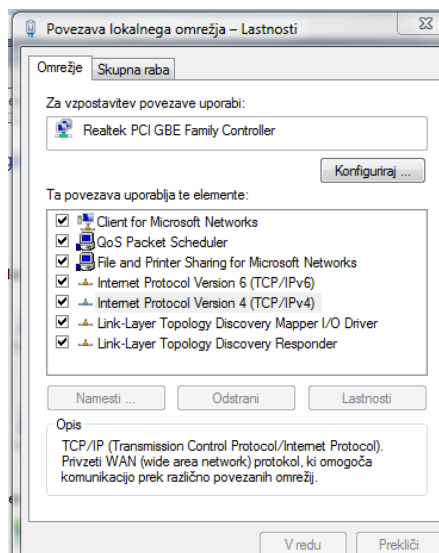 Povezava lokalnega omrežja – Lastnosti
Omrežje Skupna raba
Za vzpostavitev povezave uporabi:
Realtek PCI GBE Family Controller
Konfiguriraj ...
Ta povezava uporablja te elemente:
Client for Microsoft Networks
QoS Packet Scheduler
File and Printer Sharing for Microsoft Networks
Internet Protocol Version 6 (TCP/IPv6)
Internet Protocol Version 4 (TCP/IPv4)
Link-Layer Topology Discovery Mapper I/O Driver
Link-Layer Topology Discovery Responder
Namesti ... Odstrani Lastnosti
Opis
TCP/IP (Transmission Control Protocol/Internet Protocol).
Privzeti WAN (wide area network) protokol, ki omogoča
komunikacijo prek različno povezanih omrežij.
V redu Prekliči